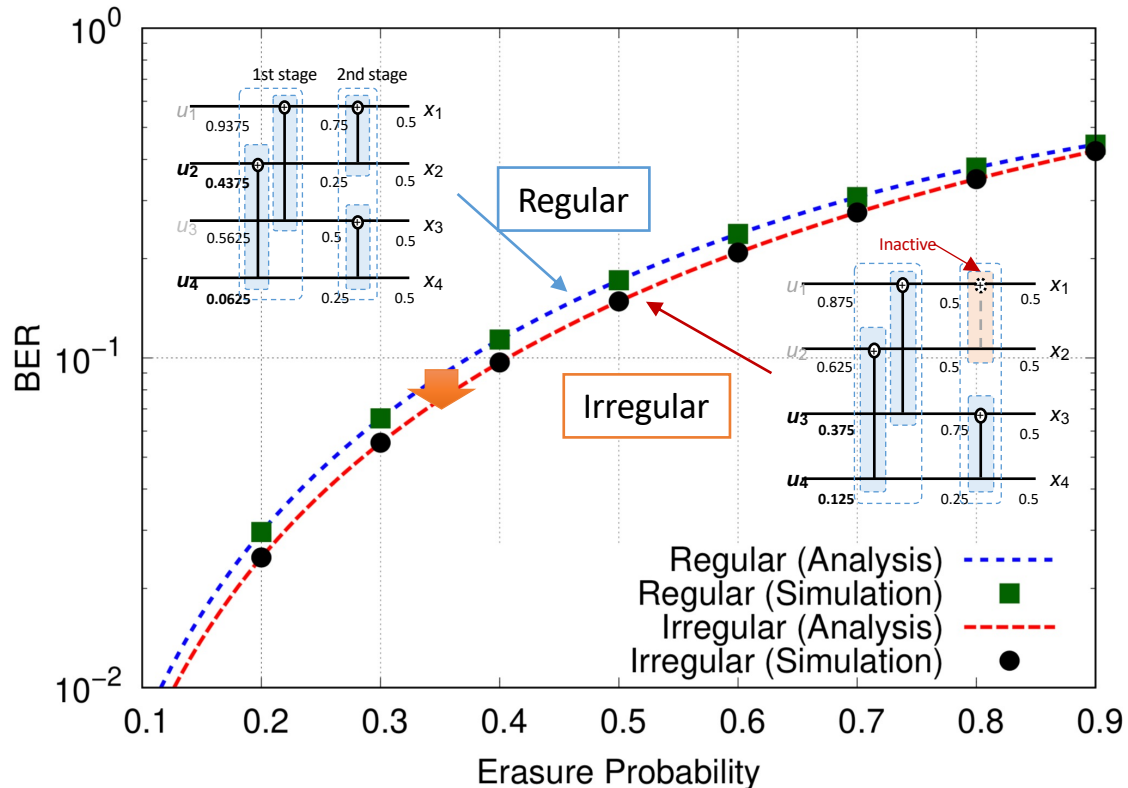 10^0
10^-1
10^-2
BER
0.1 0.2 0.3 0.4 0.5 0.6 0.7 0.8 0.9
Erasure Probability
1st stage 2nd stage
u1 0.9375 0.75 0.5 x1
u2 0.4375 0.25 0.5 x2
u3 0.5625 0.5 0.5 x3
u4 0.0625 0.25 0.5 x4
Regular
Irregular
Inactive
u1 0.875 0.5 0.5 x1
u2 0.625 0.5 0.5 x2
u3 0.375 0.75 0.5 x3
u4 0.125 0.25 0.5 x4
Regular (Analysis)
Regular (Simulation)
Irregular (Analysis)
Irregular (Simulation)